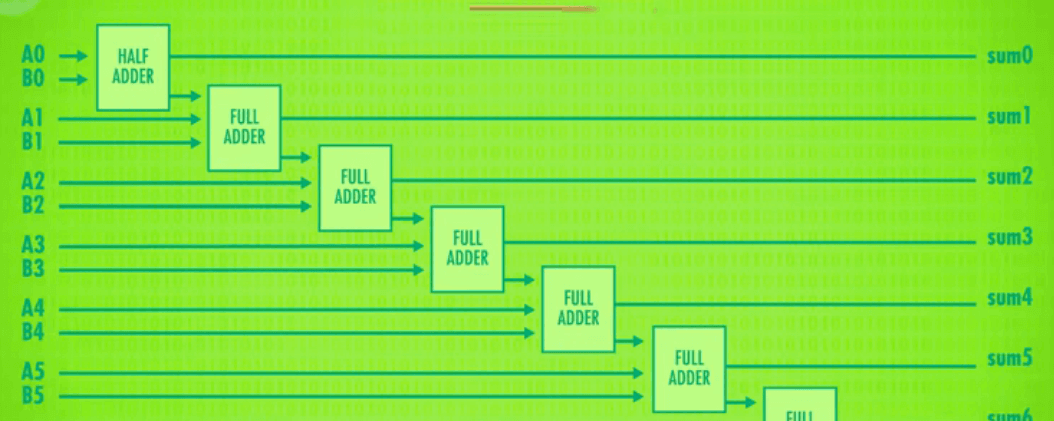 A0
B0
HALF
ADDER
sum0
A1
B1
FULL
ADDER
sum1
A2
B2
FULL
ADDER
sum2
A3
B3
FULL
ADDER
sum3
A4
B4
FULL
ADDER
sum4
A5
B5
FULL
ADDER
sum5
FULL
sum6